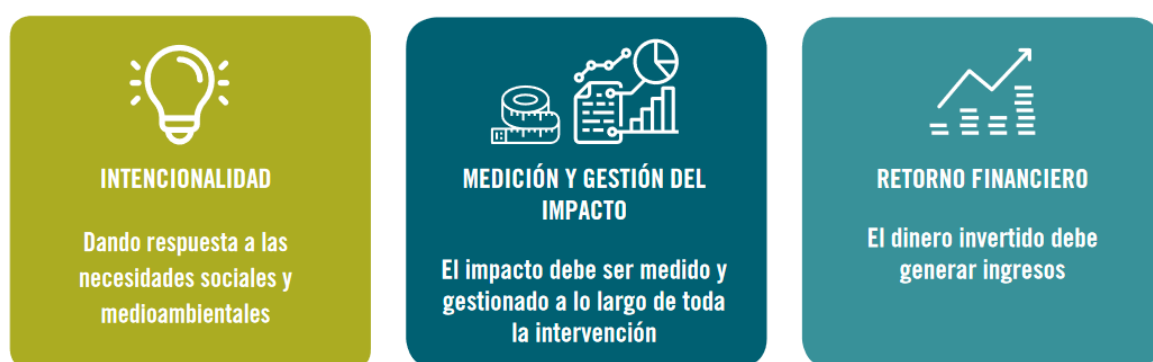 INTENCIONALIDAD
Dando respuesta a las
necesidades sociales y
medioambientales
MEDICIÓN Y GESTIÓN DEL
IMPACTO
El impacto debe ser medido y
gestionado a lo largo de toda
la intervención
RETORNO FINANCIERO
El dinero invertido debe
generar ingresos